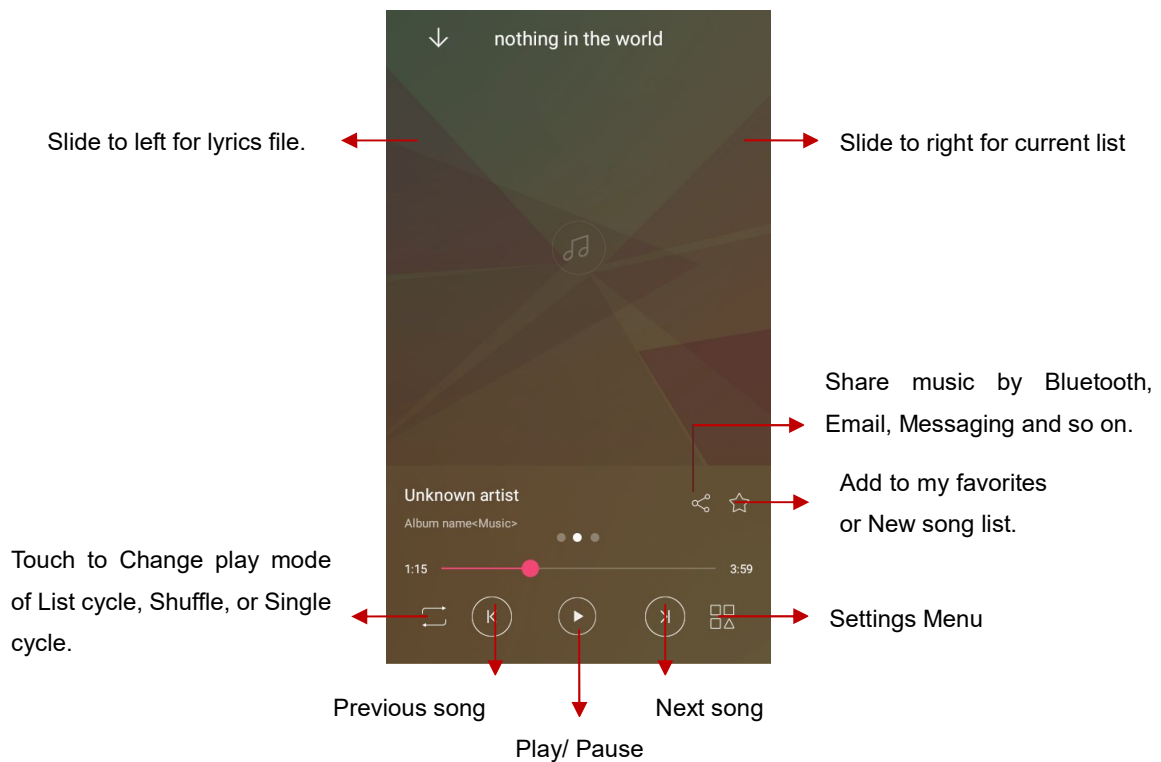 nothing in the world
Slide to left for lyrics file.
Slide to right for current list
Share music by Bluetooth,
Email, Messaging and so on.
Unknown artist
Album name<Music>
Add to my favorites
or New song list.
1:15
3:59
Touch to Change play mode
of List cycle, Shuffle, or Single
cycle.
Settings Menu
Previous song
Next song
Play/ Pause